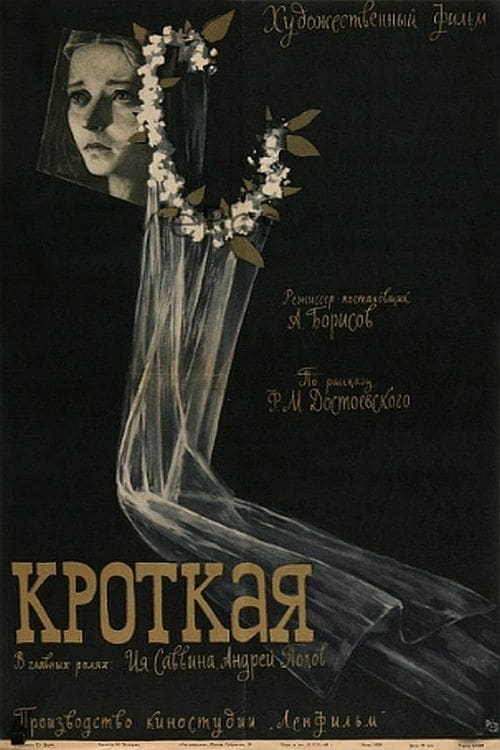 Художественный фильм
Режиссер-постановщик
А. Борисов
По рассказу
Ф. М. Достоевского
КРОТКАЯ
В главных ролях: Ия Саввина, Андрей Попов
Производство киностудии „Ленфильм"